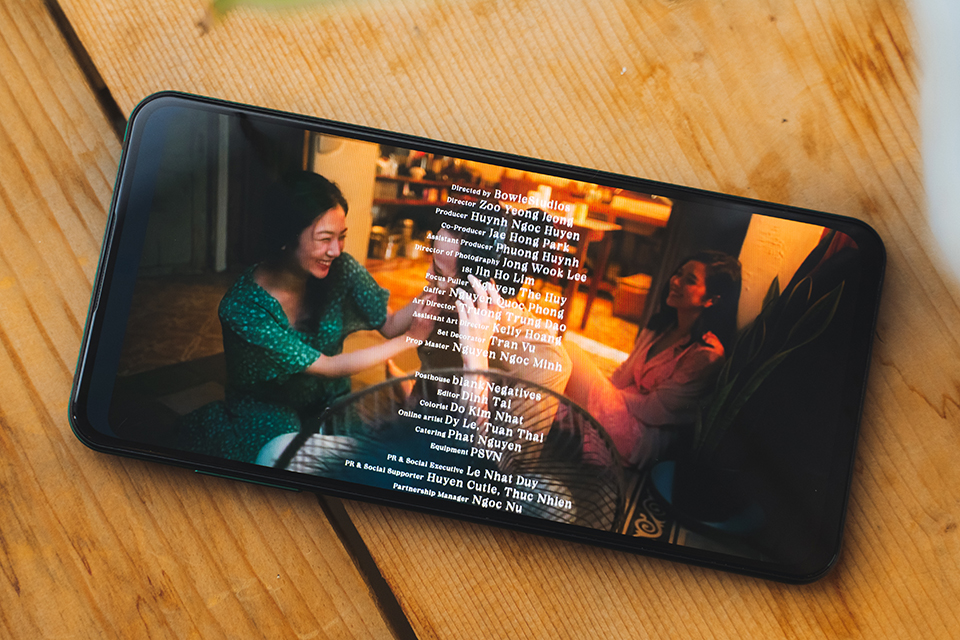 Directed by BowieStudios
Director Zoo Yeong Jeong
Producer Huynh Ngoc Huyen
Co-Producer Jae Hong Park
Assistant Producer Phuong Huynh
Director of Photography Jong Wook Lee
1st Jin Ho Lim
Focus Puller Nguyen The Huy
Gaffer Nguyen Quoc Phong
Art Director Truong Trung Dao
Assistant Art Director Kelly Hoang
Set Decorator Tran Vu
Prop Master Nguyen Ngoc Minh
Posthouse blankNegatives
Editor Dinh Tai
Colorist Do Kim Nhat
Online artist Dy Le, Tuan Thai
Catering Phat Nguyen
Equipment PSVN
PR & Social Executive Le Nhat Duy
PR & Social Supporter Huyen Cutie, Thuc Nhien
Partnership Manager Ngoc Nu